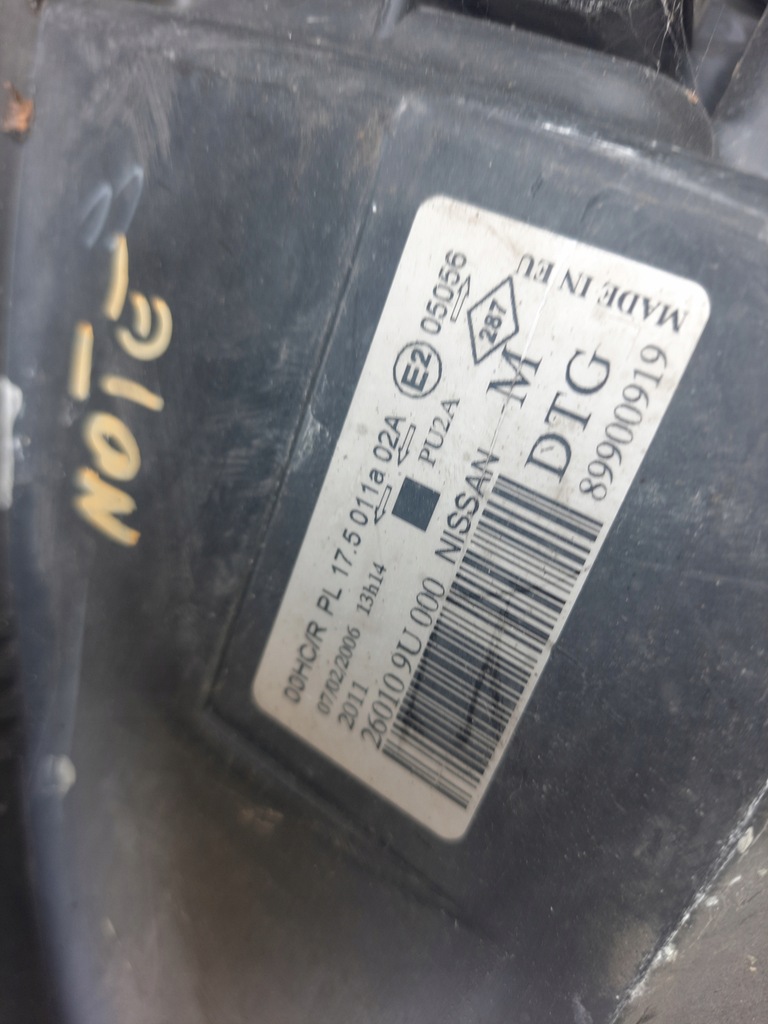 NOTE
00HC/R PL 17.5 011a 02A E2 05056
07/02/2006 13h14 PU2A 287
2011 M
26010 9U 000 NISSAN DTG
89900919
MADE IN EU